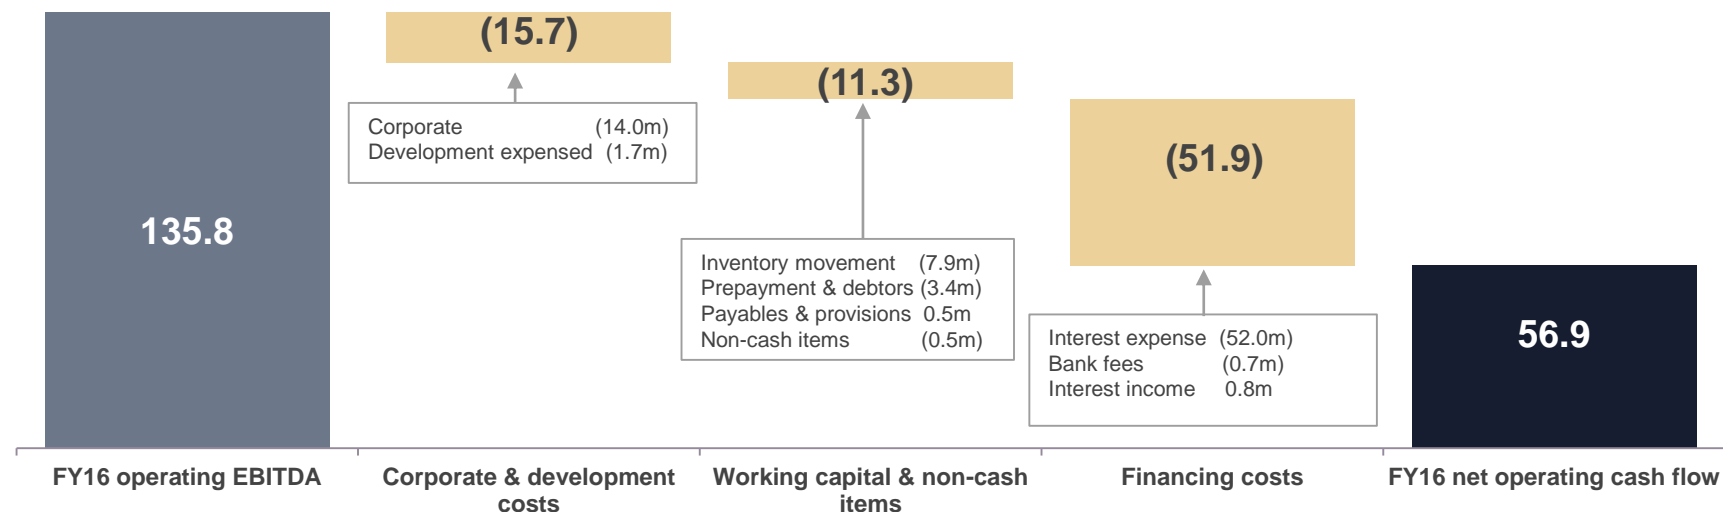 (15.7)
(11.3)
(51.9)
135.8
56.9
Corporate (14.0m)
Development expensed (1.7m)
Inventory movement (7.9m)
Prepayment & debtors (3.4m)
Payables & provisions 0.5m
Non-cash items (0.5m)
Interest expense (52.0m)
Bank fees (0.7m)
Interest income 0.8m
FY16 operating EBITDA
Corporate & development
costs
Working capital & non-cash
items
Financing costs
FY16 net operating cash flow